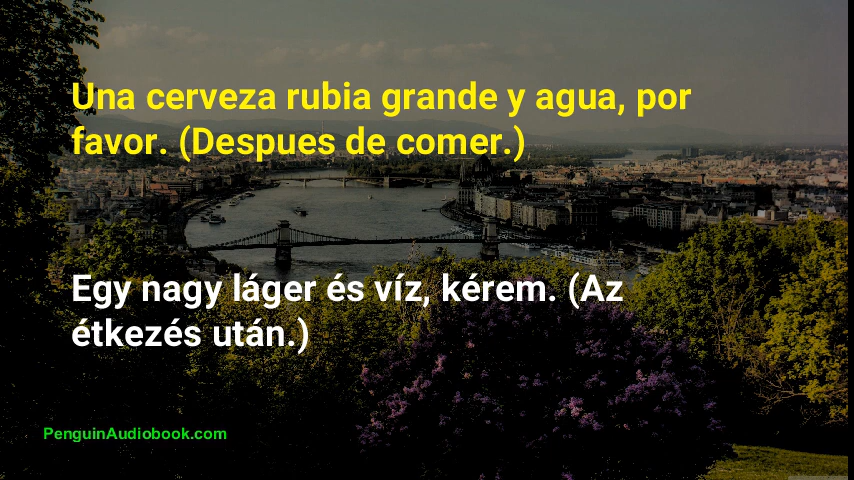 Una cerveza rubia grande y agua, por
favor. (Despues de comer.)
Egy nagy láger és víz, kérem. (Az
étkezés után.)
PenguinAudiobook.com